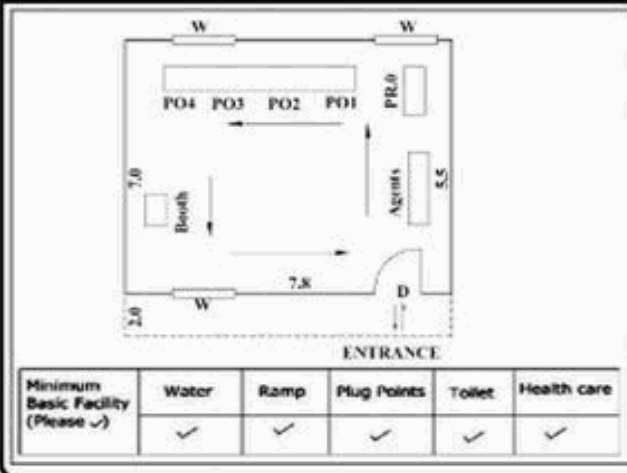 W W
PO4 PO3 PO2 PO1
PR.0
7.0
Booth
Agents
5.5
7.8
W
D
2.0
ENTRANCE
Minimum Basic Facility (Please ✓)
Water Ramp Plug Points Toilet Health care
✓ ✓ ✓ ✓ ✓